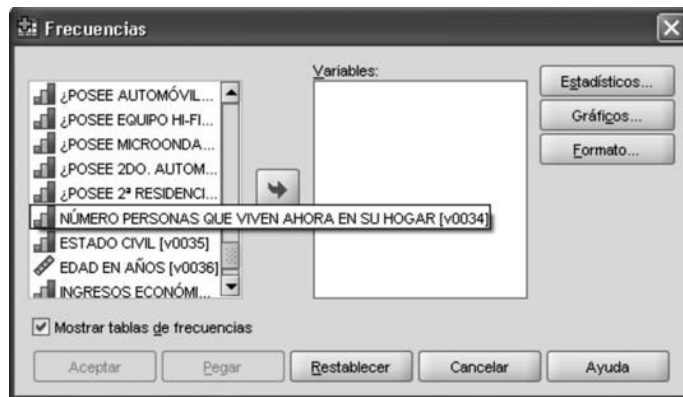 Frecuencias
¿POSEE AUTOMÓVIL...
¿POSEE EQUIPO HI-FI...
¿POSEE MICROONDA...
¿POSEE 2DO. AUTOM...
¿POSEE 2ª RESIDENCI...
NÚMERO PERSONAS QUE VIVEN AHORA EN SU HOGAR [v0034]
ESTADO CIVIL [v0035]
EDAD EN AÑOS [v0036]
INGRESOS ECONÓMI...
Variables:
Estadísticos...
Gráficos...
Formato...
Mostrar tablas de frecuencias
Aceptar
Pegar
Restablecer
Cancelar
Ayuda